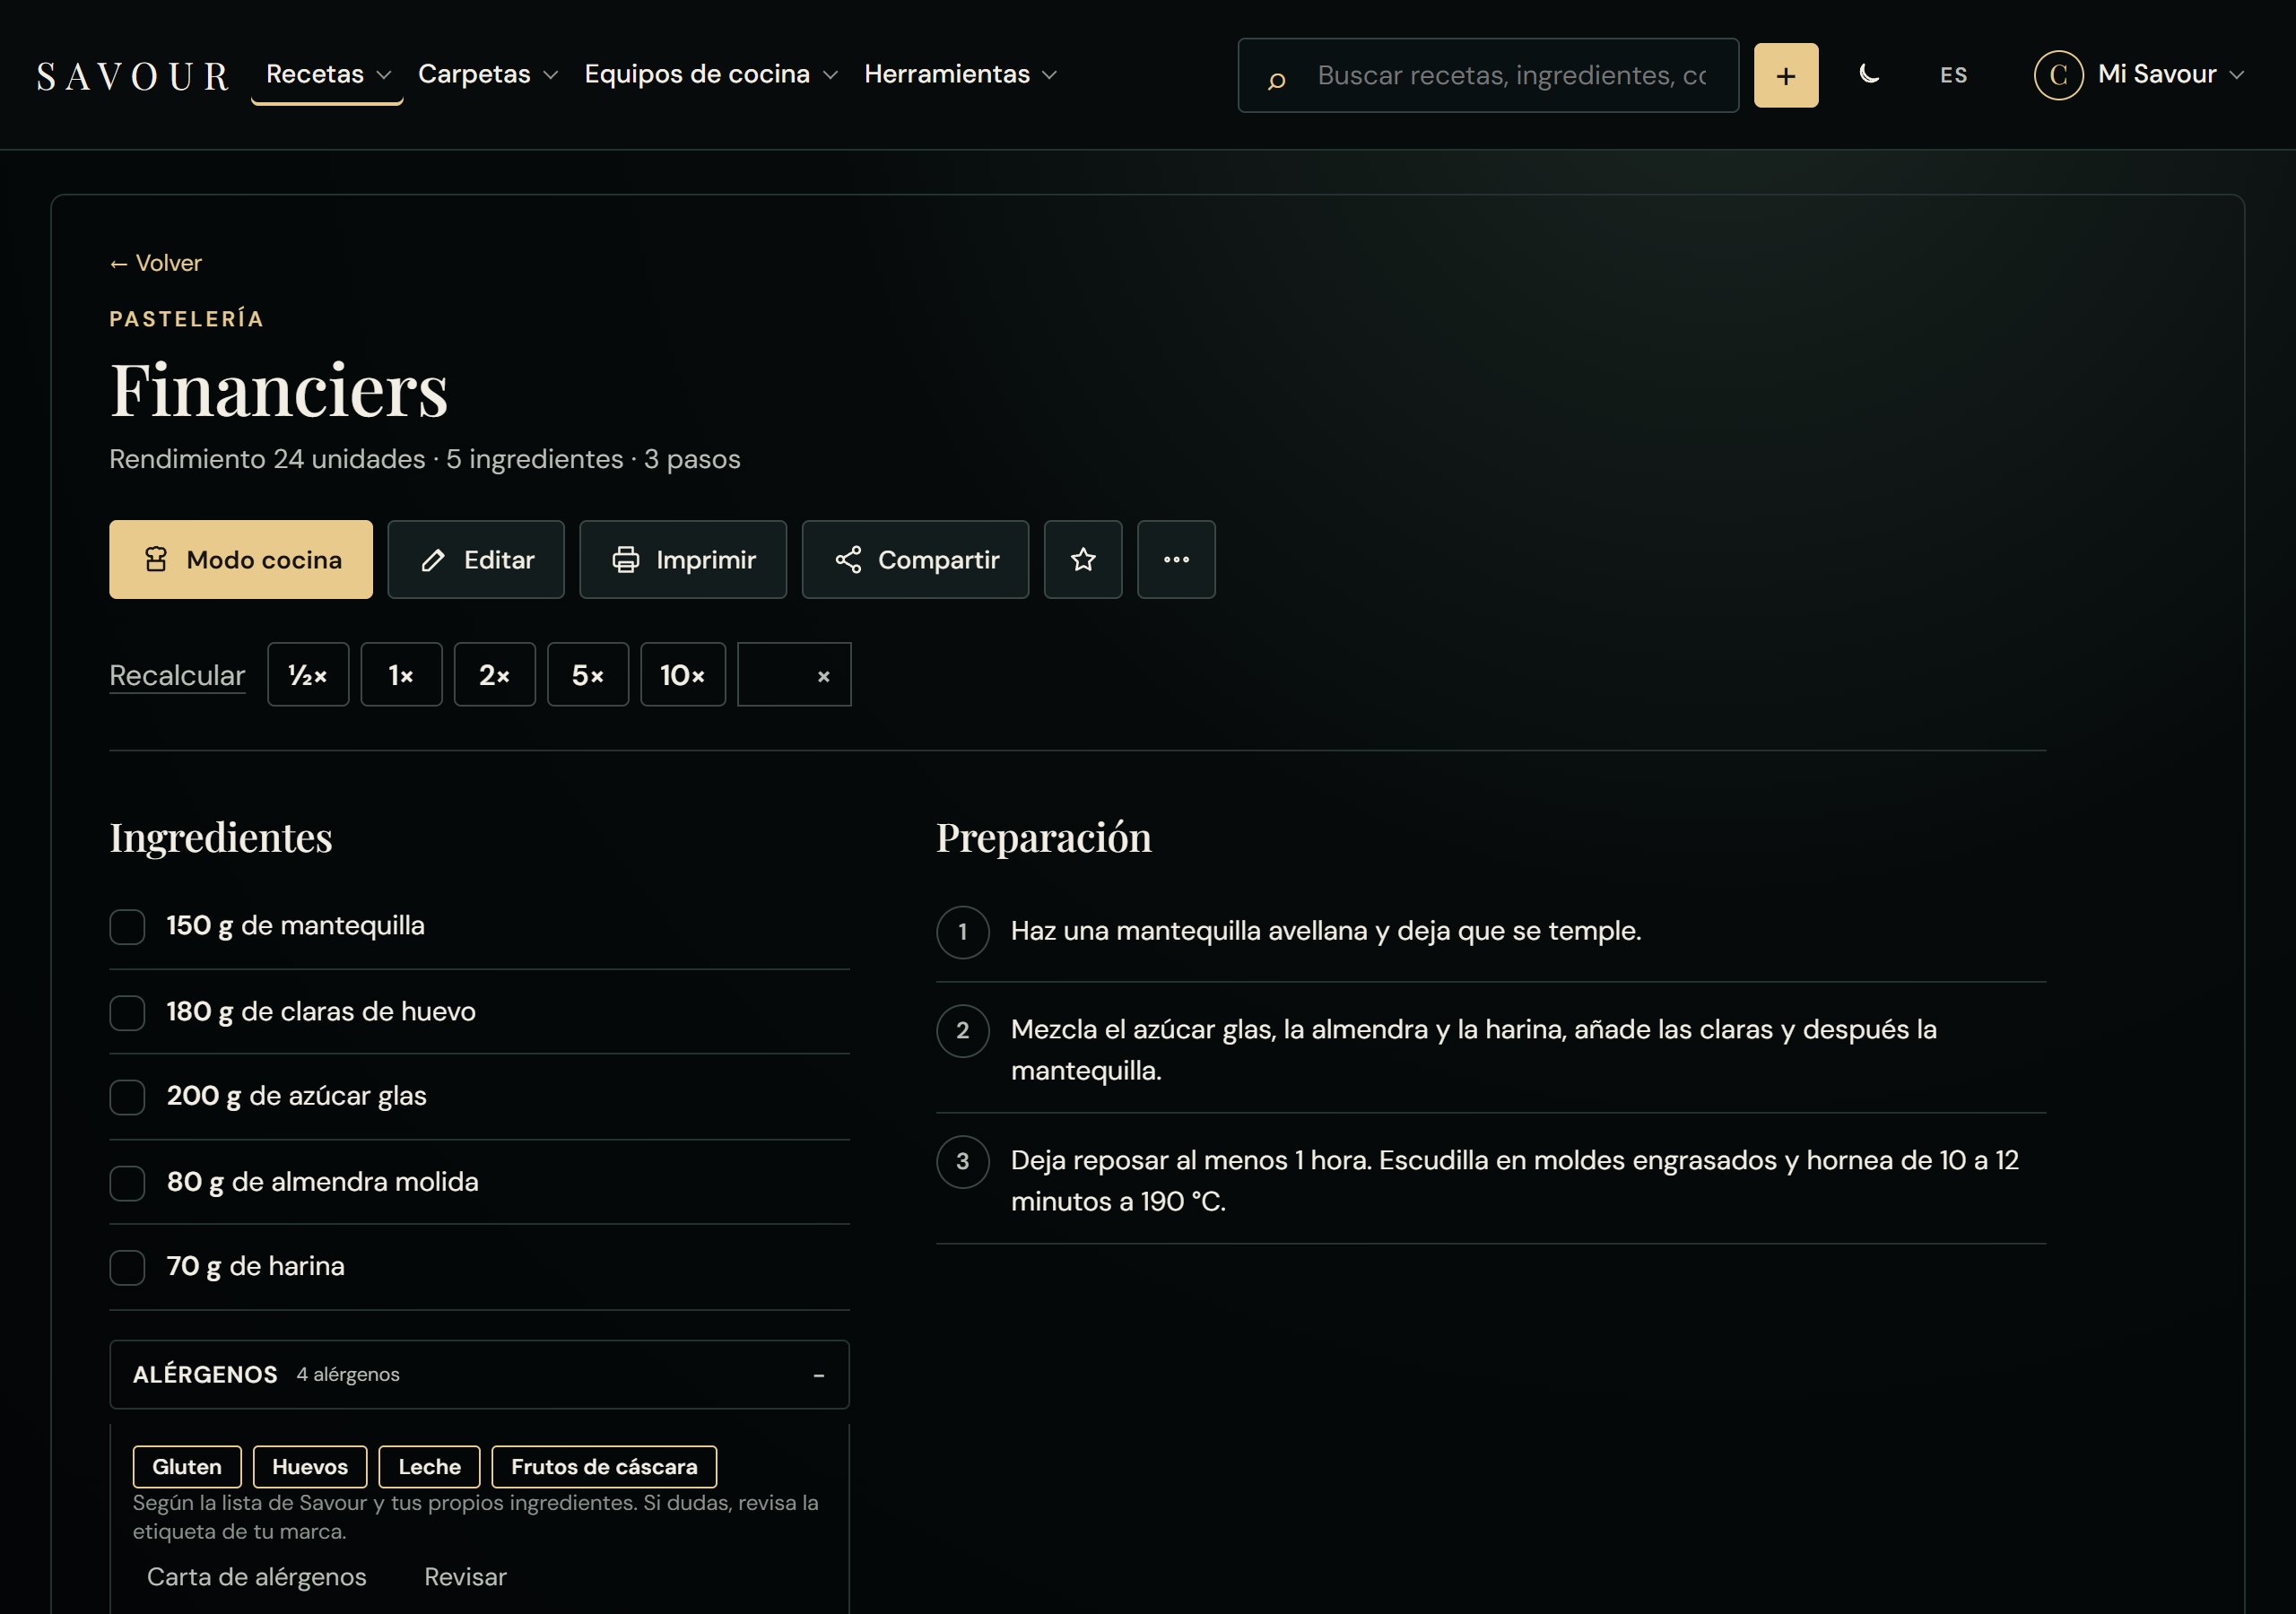 SAVOUR Recetas Carpetas Equipos de cocina Herramientas Buscar recetas, ingredientes, co + ES C Mi Savour
← Volver
PASTELERÍA
Financiers
Rendimiento 24 unidades · 5 ingredientes · 3 pasos
Modo cocina Editar Imprimir Compartir
Recalcular ½× 1× 2× 5× 10× ×
Ingredientes
150 g de mantequilla
180 g de claras de huevo
200 g de azúcar glas
80 g de almendra molida
70 g de harina
ALÉRGENOS 4 alérgenos –
Gluten Huevos Leche Frutos de cáscara
Según la lista de Savour y tus propios ingredientes. Si dudas, revisa la
etiqueta de tu marca.
Carta de alérgenos Revisar
Preparación
1 Haz una mantequilla avellana y deja que se temple.
2 Mezcla el azúcar glas, la almendra y la harina, añade las claras y después la
mantequilla.
3 Deja reposar al menos 1 hora. Escudilla en moldes engrasados y hornea de 10 a 12
minutos a 190 °C.